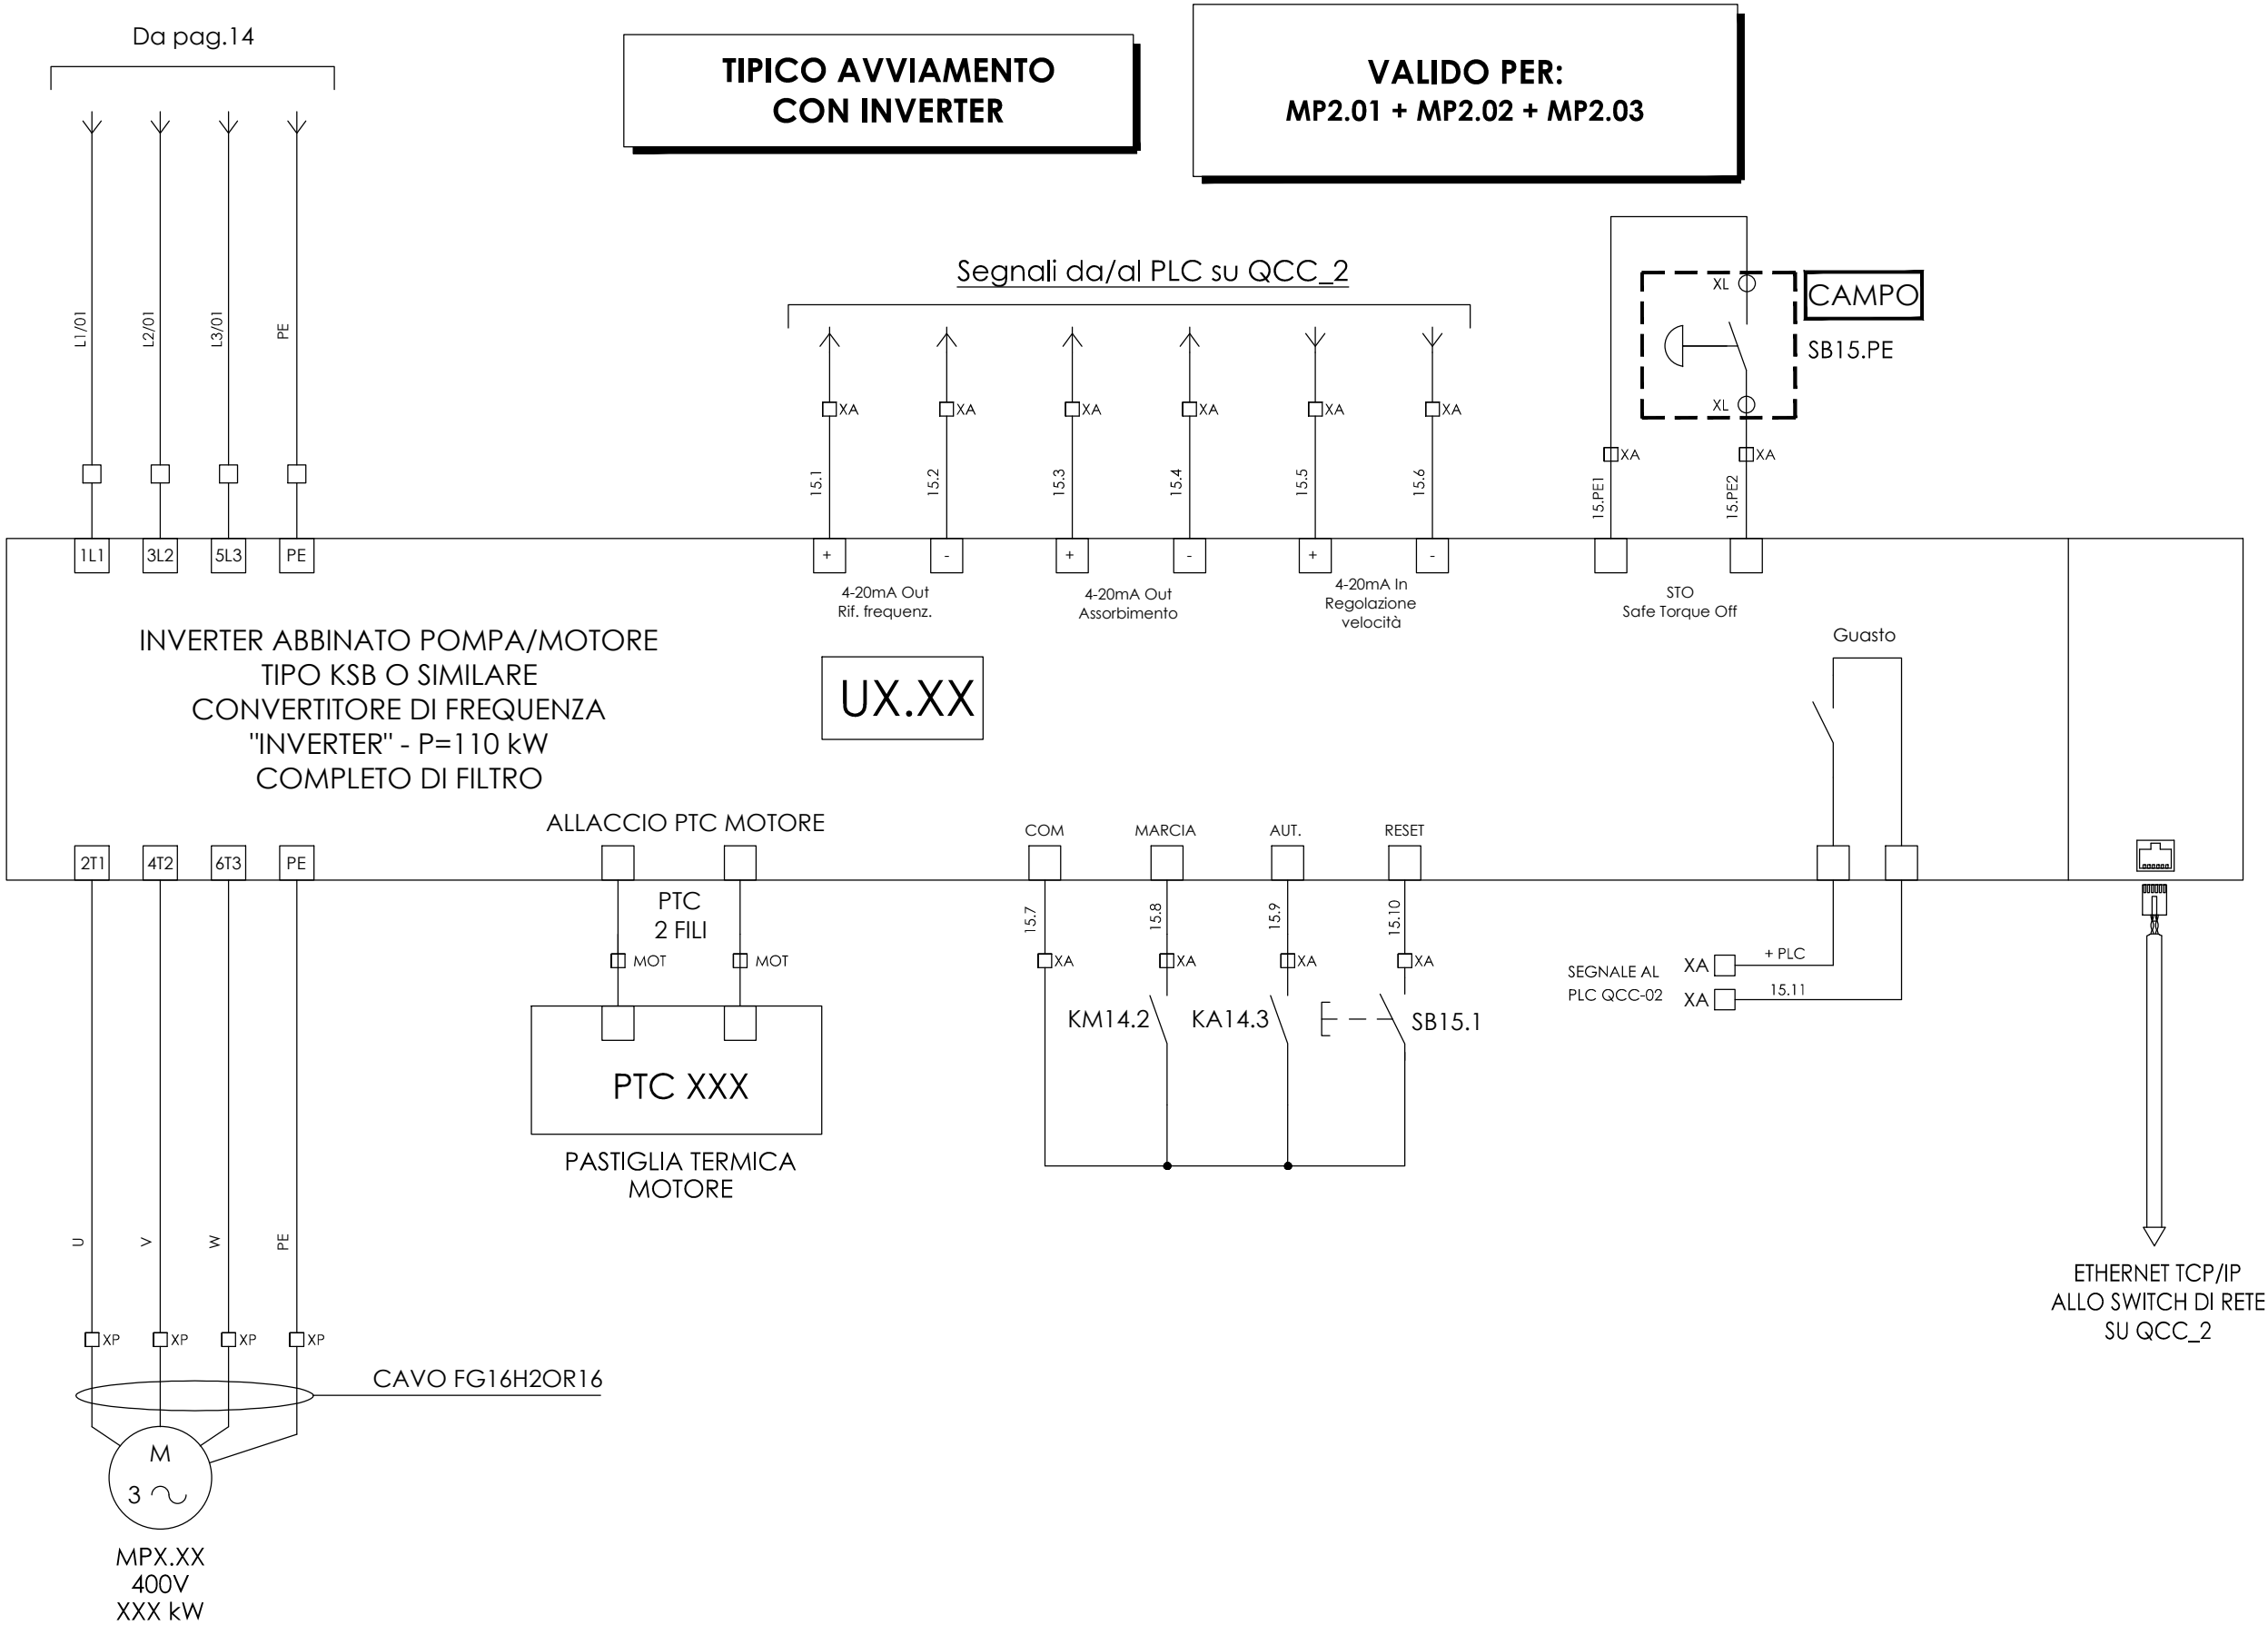 Da pag.14
TIPICO AVVIAMENTO
CON INVERTER
VALIDO PER:
MP2.01 + MP2.02 + MP2.03
Segnali da/al PLC su QCC_2
L1/01
L2/01
L3/01
PE
XA
XA
XA
XA
XA
XA
15.1
15.2
15.3
15.4
15.5
15.6
XL
CAMPO
SB15.PE
XL
XA
XA
15.PE1
15.PE2
1L1
3L2
5L3
PE
+
-
+
-
+
-
4-20mA Out
Rif. frequenz.
4-20mA Out
Assorbimento
4-20mA In
Regolazione
velocità
STO
Safe Torque Off
Guasto
INVERTER ABBINATO POMPA/MOTORE
TIPO KSB O SIMILARE
CONVERTITORE DI FREQUENZA
"INVERTER" - P=110 kW
COMPLETO DI FILTRO
UX.XX
ALLACCIO PTC MOTORE
COM
MARCIA
AUT.
RESET
2T1
4T2
6T3
PE
PTC
2 FILI
MOT
MOT
15.7
15.8
15.9
15.10
XA
XA
XA
XA
KM14.2
KA14.3
SB15.1
SEGNALE AL
PLC QCC-02
XA
+ PLC
XA
15.11
PTC XXX
PASTIGLIA TERMICA
MOTORE
U
V
W
PE
XP
XP
XP
XP
CAVO FG16H2OR16
ETHERNET TCP/IP
ALLO SWITCH DI RETE
SU QCC_2
M
3
MPX.XX
400V
XXX kW